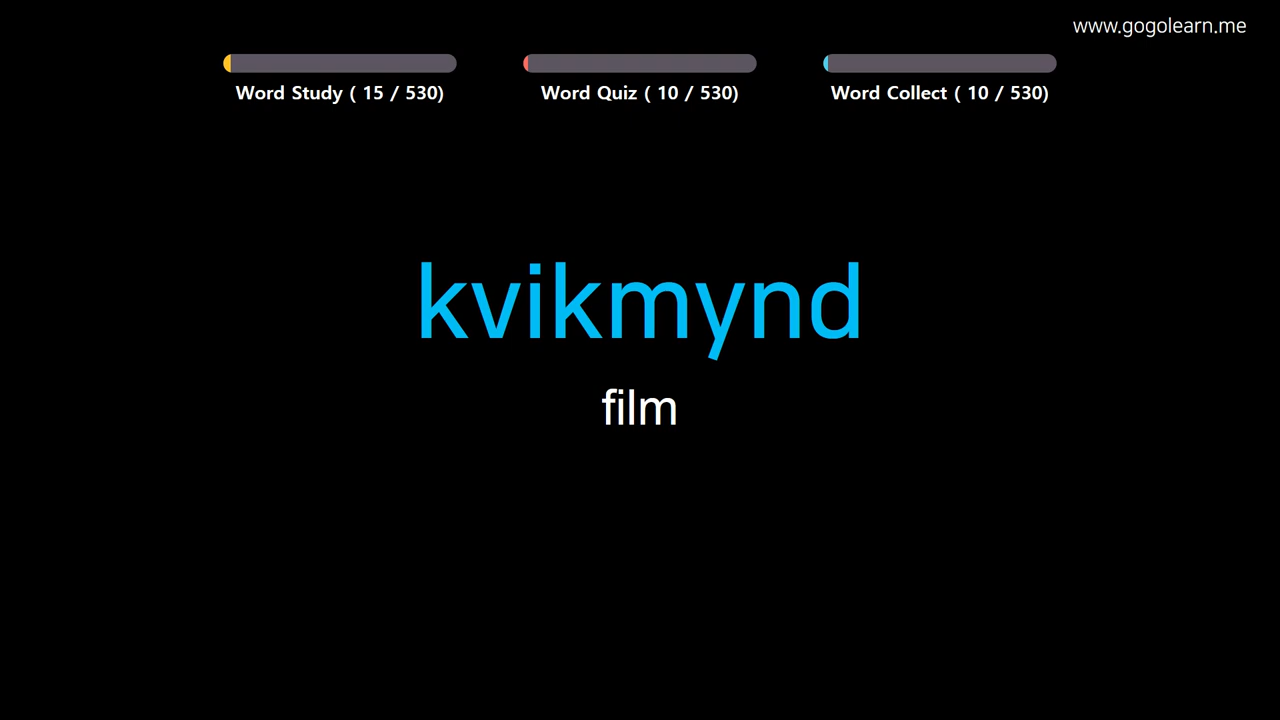 www.gogolearn.me
Word Study ( 15 / 530)
Word Quiz ( 10 / 530)
Word Collect ( 10 / 530)
kvikmynd
film